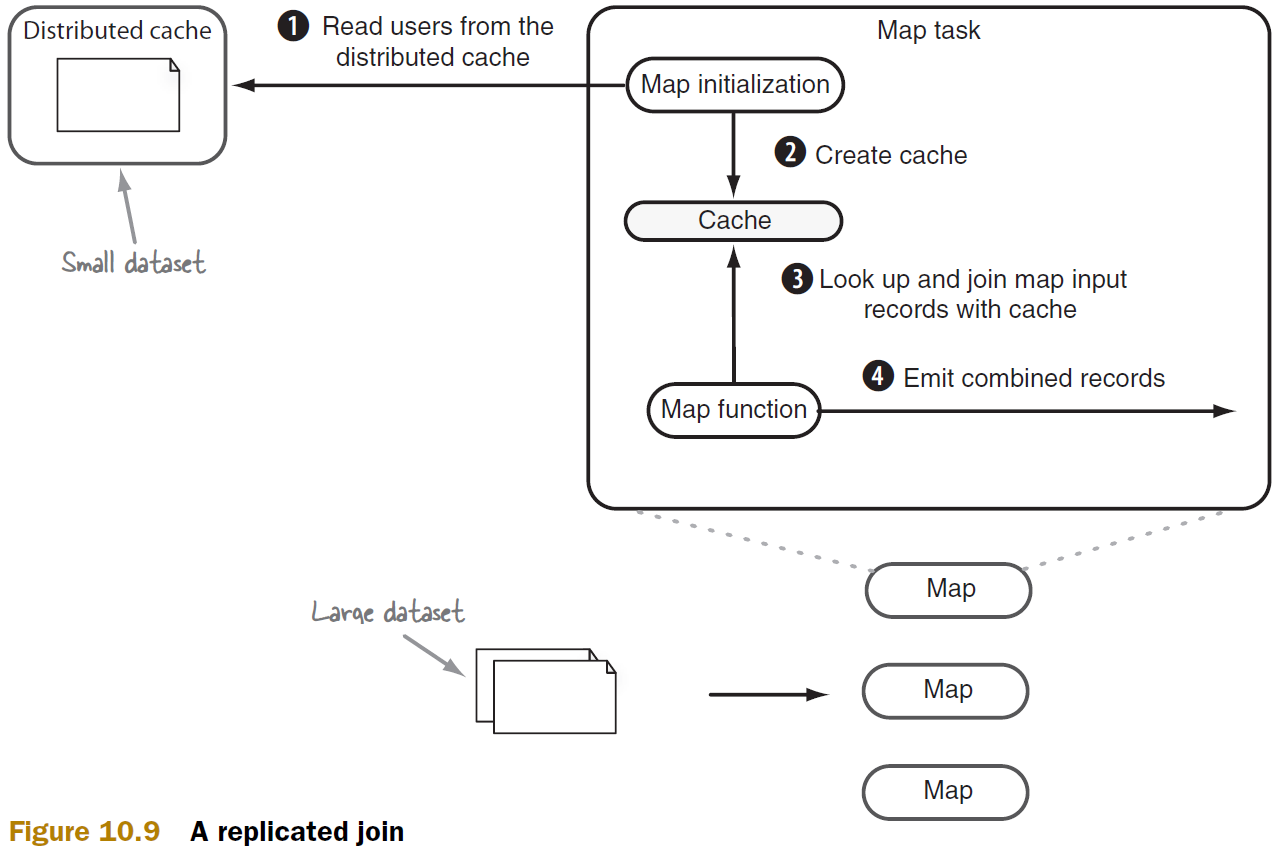 Distributed cache
1 Read users from the
distributed cache
Map task
Map initialization
2 Create cache
Cache
Small dataset
3 Look up and join map input
records with cache
4 Emit combined records
Map function
Map
Large dataset
Map
Map
Figure 10.9 A replicated join